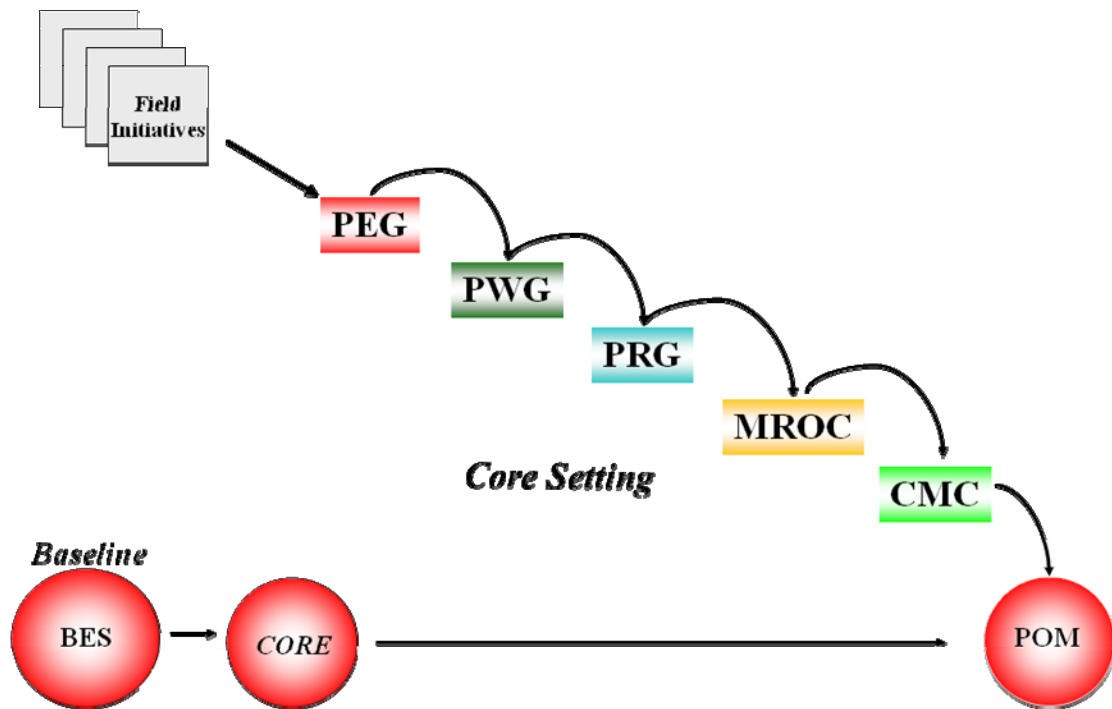 Field
Initiatives
PEG
PWG
PRG
MROC
Core Setting
CMC
Baseline
BES
CORE
POM